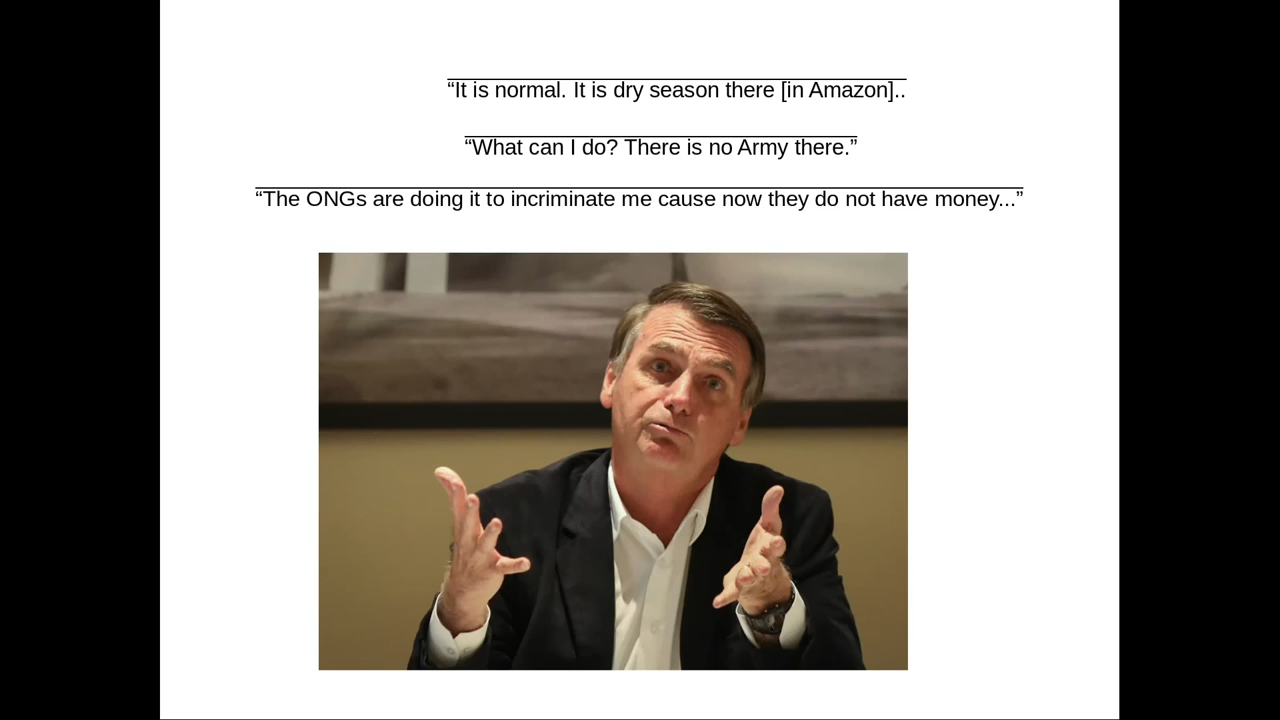 “It is normal. It is dry season there [in Amazon]..
“What can I do? There is no Army there.”
“The ONGs are doing it to incriminate me cause now they do not have money...”